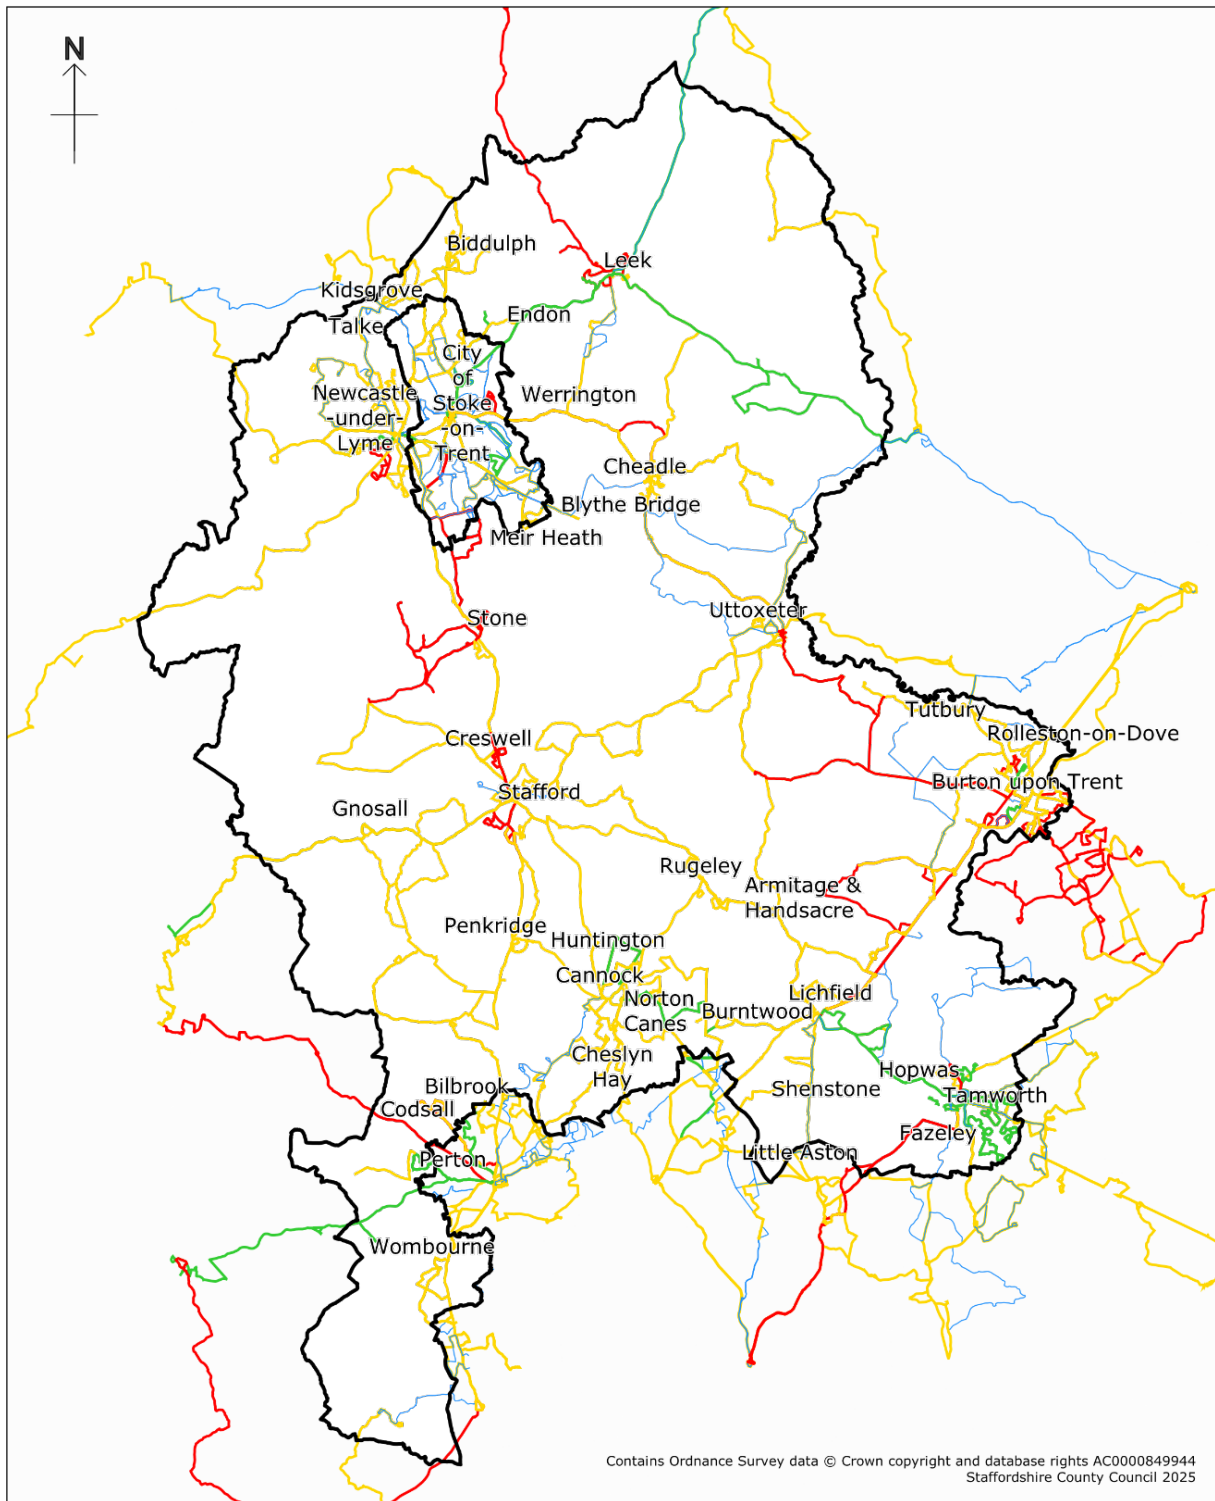 N
Biddulph
Leek
Kidsgrove
Endon
Talke
City
of
Stoke
-on-
Trent
Newcastle
-under-
Lyme
Werrington
Cheadle
Blythe Bridge
Meir Heath
Uttoxeter
Stone
Tutbury
Rolleston-on-Dove
Creswell
Burton upon Trent
Stafford
Gnosall
Rugeley
Armitage &
Handsacre
Penkridge
Huntington
Cannock
Lichfield
Norton
Canes
Burntwood
Cheslyn
Hay
Hopwas
Shenstone
Tamworth
Bilbrook
Codsall
Fazeley
Perton
Little Aston
Wombourne
Contains Ordnance Survey data © Crown copyright and database rights AC0000849944
Staffordshire County Council 2025